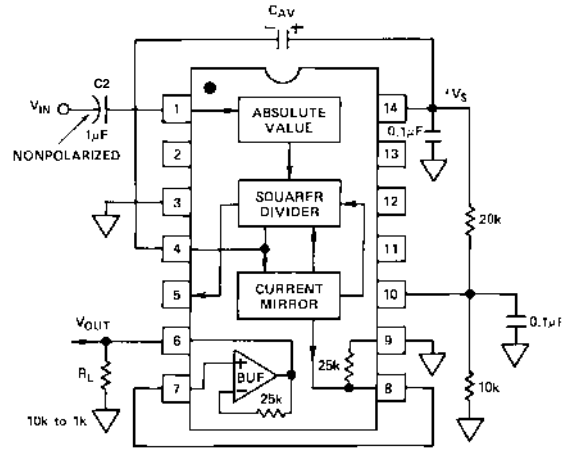 CAV
− +
C2
VIN
1μF
NONPOLARIZED
1
2
3
4
5
6
7
ABSOLUTE
VALUE
SQUARER
DIVIDER
CURRENT
MIRROR
BUF
+
−
25k
25k
14
13
12
11
10
9
8
+VS
0.1μF
20k
0.1μF
10k
VOUT
RL
10k to 1k